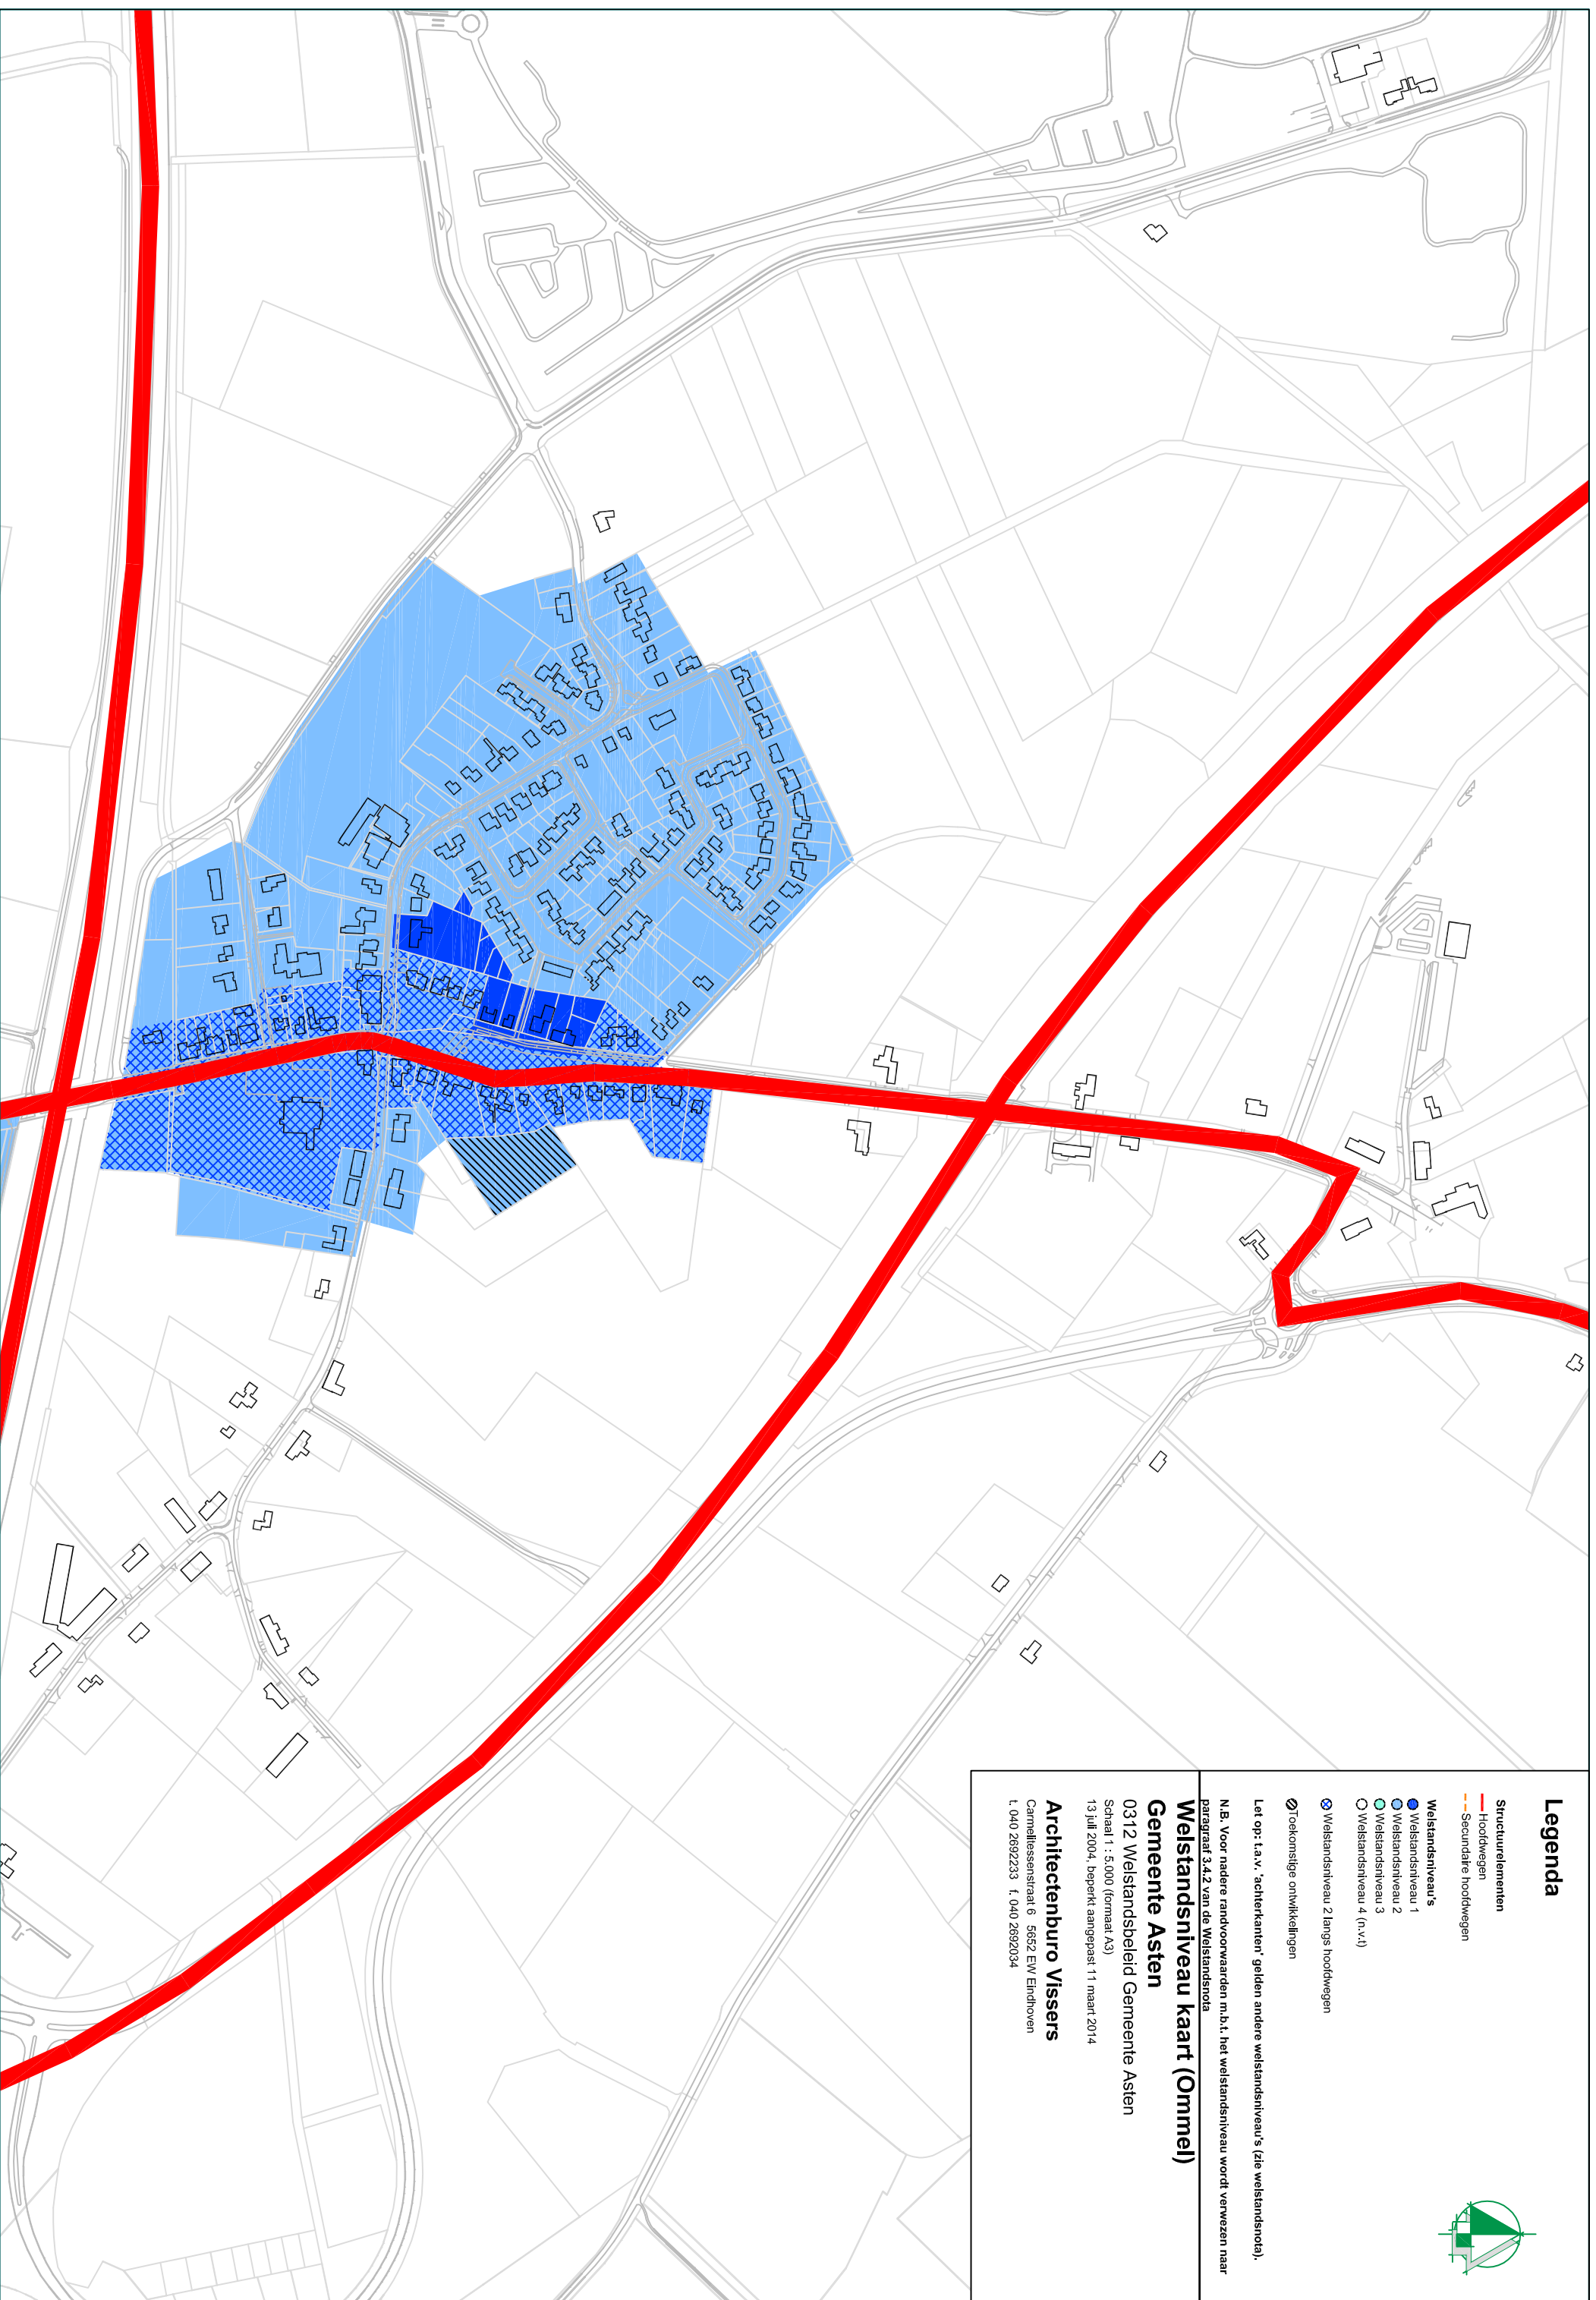 Legenda
Structuurelementen
Hoofdwegen
Secundaire hoofdwegen
Welstandsniveau's
Welstandsniveau 1
Welstandsniveau 2
Welstandsniveau 3
Welstandsniveau 4 (n.v.t)
Welstandsniveau 2 langs hoofdwegen
Toekomstige ontwikkelingen
Let op: t.a.v. 'achterkanten' gelden andere welstandsniveau's (zie welstandsnota).
N.B. Voor nadere randvoorwaarden m.b.t. het welstandsniveau wordt verwezen naar
paragraaf 3.4.2 van de Welstandsnota
Welstandsniveau kaart (Ommel)
Gemeente Asten
0312 Welstandsbeleid Gemeente Asten
Schaal 1 : 5.000 (formaat A3)
13 juli 2004, beperkt aangepast 11 maart 2014
Architectenburo Vissers
Carmelitessenstraat 6 5652 EW Eindhoven
t. 040 2692233 f. 040 2692034